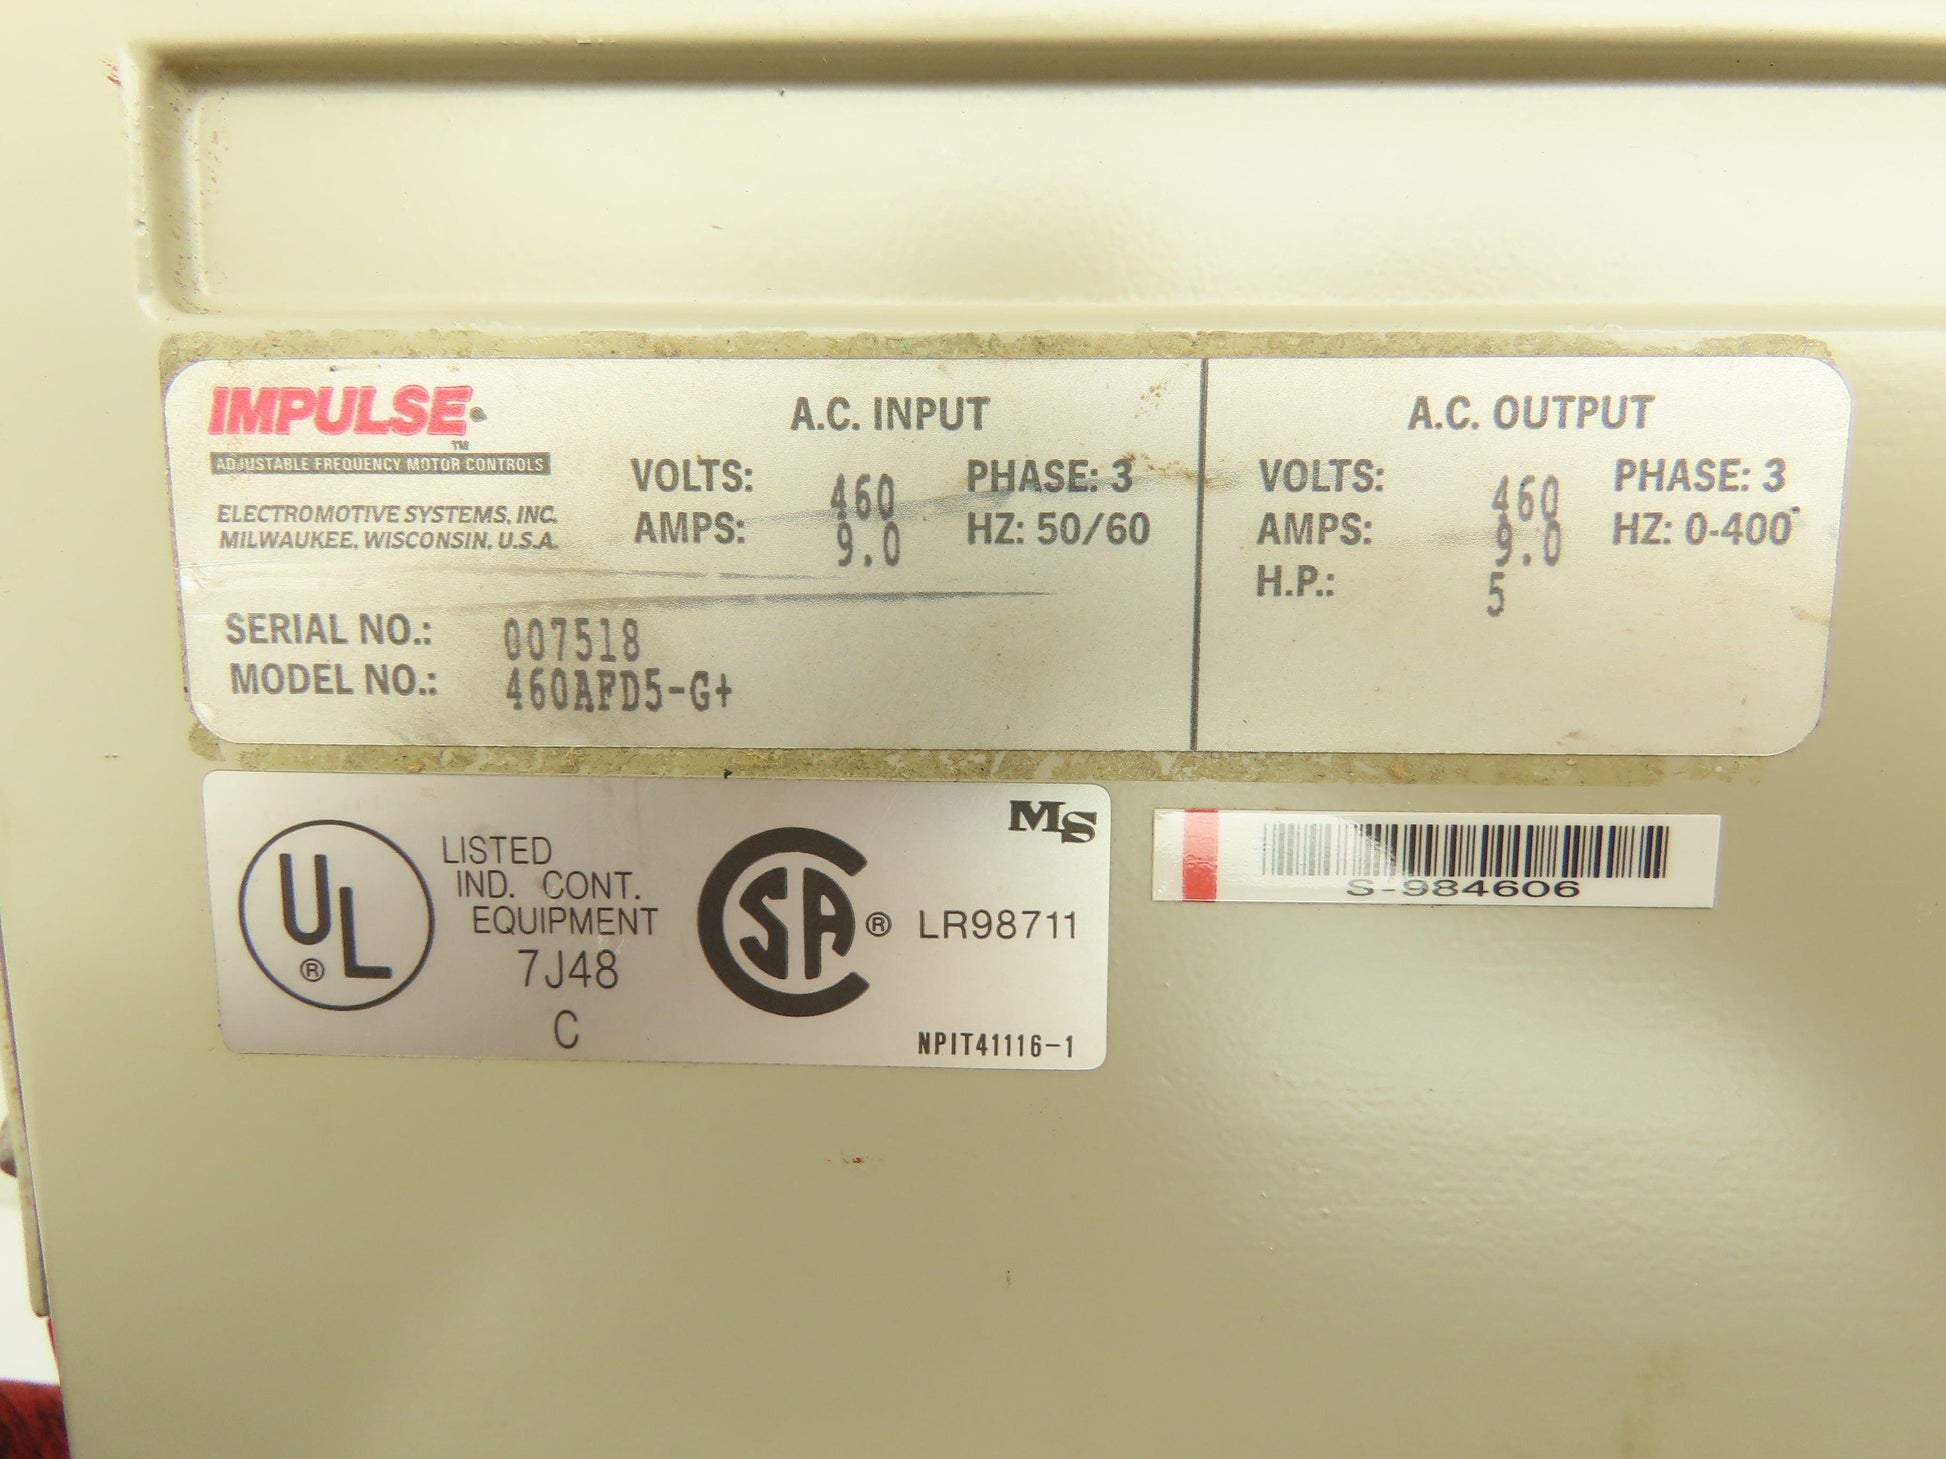 IMPULSE®
TM
ADJUSTABLE FREQUENCY MOTOR CONTROLS
ELECTROMOTIVE SYSTEMS, INC.
MILWAUKEE, WISCONSIN, U.S.A.
A.C. INPUT
VOLTS: 460 PHASE: 3
AMPS: 9.0 HZ: 50/60
SERIAL NO.: 007518
MODEL NO.: 460AFD5-G+
A.C. OUTPUT
VOLTS: 460 PHASE: 3
AMPS: 9.0 HZ: 0-400
H.P.: 5
UL®
LISTED
IND. CONT.
EQUIPMENT
7J48
C
MS
CSA® LR98711
NPIT41116-1
S-984606